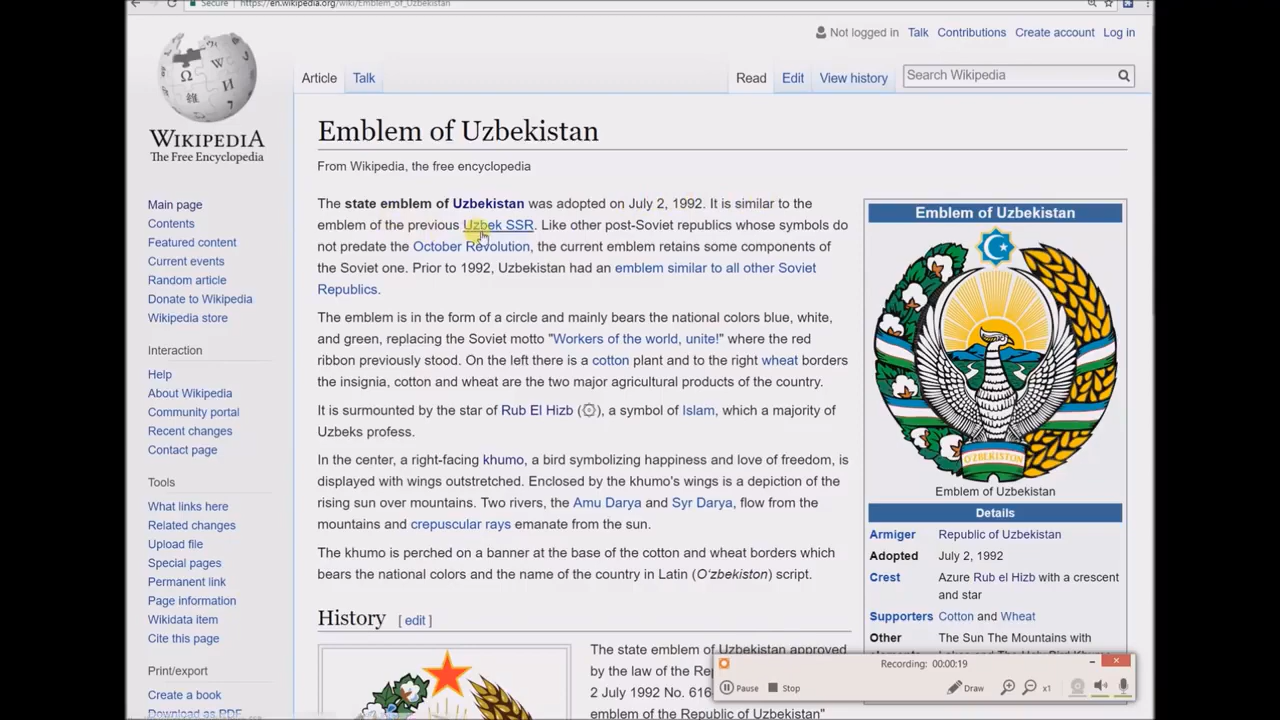 Secure
https://en.wikipedia.org/wiki/Emblem_of_Uzbekistan
Not logged in
Talk
Contributions
Create account
Log in
WIKIPEDIA
The Free Encyclopedia
Article
Talk
Read
Edit
View history
Search Wikipedia
Main page
Contents
Featured content
Current events
Random article
Donate to Wikipedia
Wikipedia store
Interaction
Help
About Wikipedia
Community portal
Recent changes
Contact page
Tools
What links here
Related changes
Upload file
Special pages
Permanent link
Page information
Wikidata item
Cite this page
Print/export
Create a book
Download as PDF
Emblem of Uzbekistan
From Wikipedia, the free encyclopedia
The state emblem of Uzbekistan was adopted on July 2, 1992. It is similar to the
emblem of the previous Uzbek SSR. Like other post-Soviet republics whose symbols do
not predate the October Revolution, the current emblem retains some components of
the Soviet one. Prior to 1992, Uzbekistan had an emblem similar to all other Soviet
Republics.
The emblem is in the form of a circle and mainly bears the national colors blue, white,
and green, replacing the Soviet motto "Workers of the world, unite!" where the red
ribbon previously stood. On the left there is a cotton plant and to the right wheat borders
the insignia, cotton and wheat are the two major agricultural products of the country.
It is surmounted by the star of Rub El Hizb (۞), a symbol of Islam, which a majority of
Uzbeks profess.
In the center, a right-facing khumo, a bird symbolizing happiness and love of freedom, is
displayed with wings outstretched. Enclosed by the khumo's wings is a depiction of the
rising sun over mountains. Two rivers, the Amu Darya and Syr Darya, flow from the
mountains and crepuscular rays emanate from the sun.
The khumo is perched on a banner at the base of the cotton and wheat borders which
bears the national colors and the name of the country in Latin (Oʻzbekiston) script.
History [ edit ]
The state emblem of Uzbekistan approved
by the law of the Rep
2 July 1992 No. 616
emblem of the Republic of Uzbekistan"
Emblem of Uzbekistan
OʻZBEKISTON
Emblem of Uzbekistan
Details
Armiger Republic of Uzbekistan
Adopted July 2, 1992
Crest Azure Rub el Hizb with a crescent
and star
Supporters Cotton and Wheat
Other The Sun The Mountains with
Recording: 00:00:19
Pause
Stop
Draw
x1